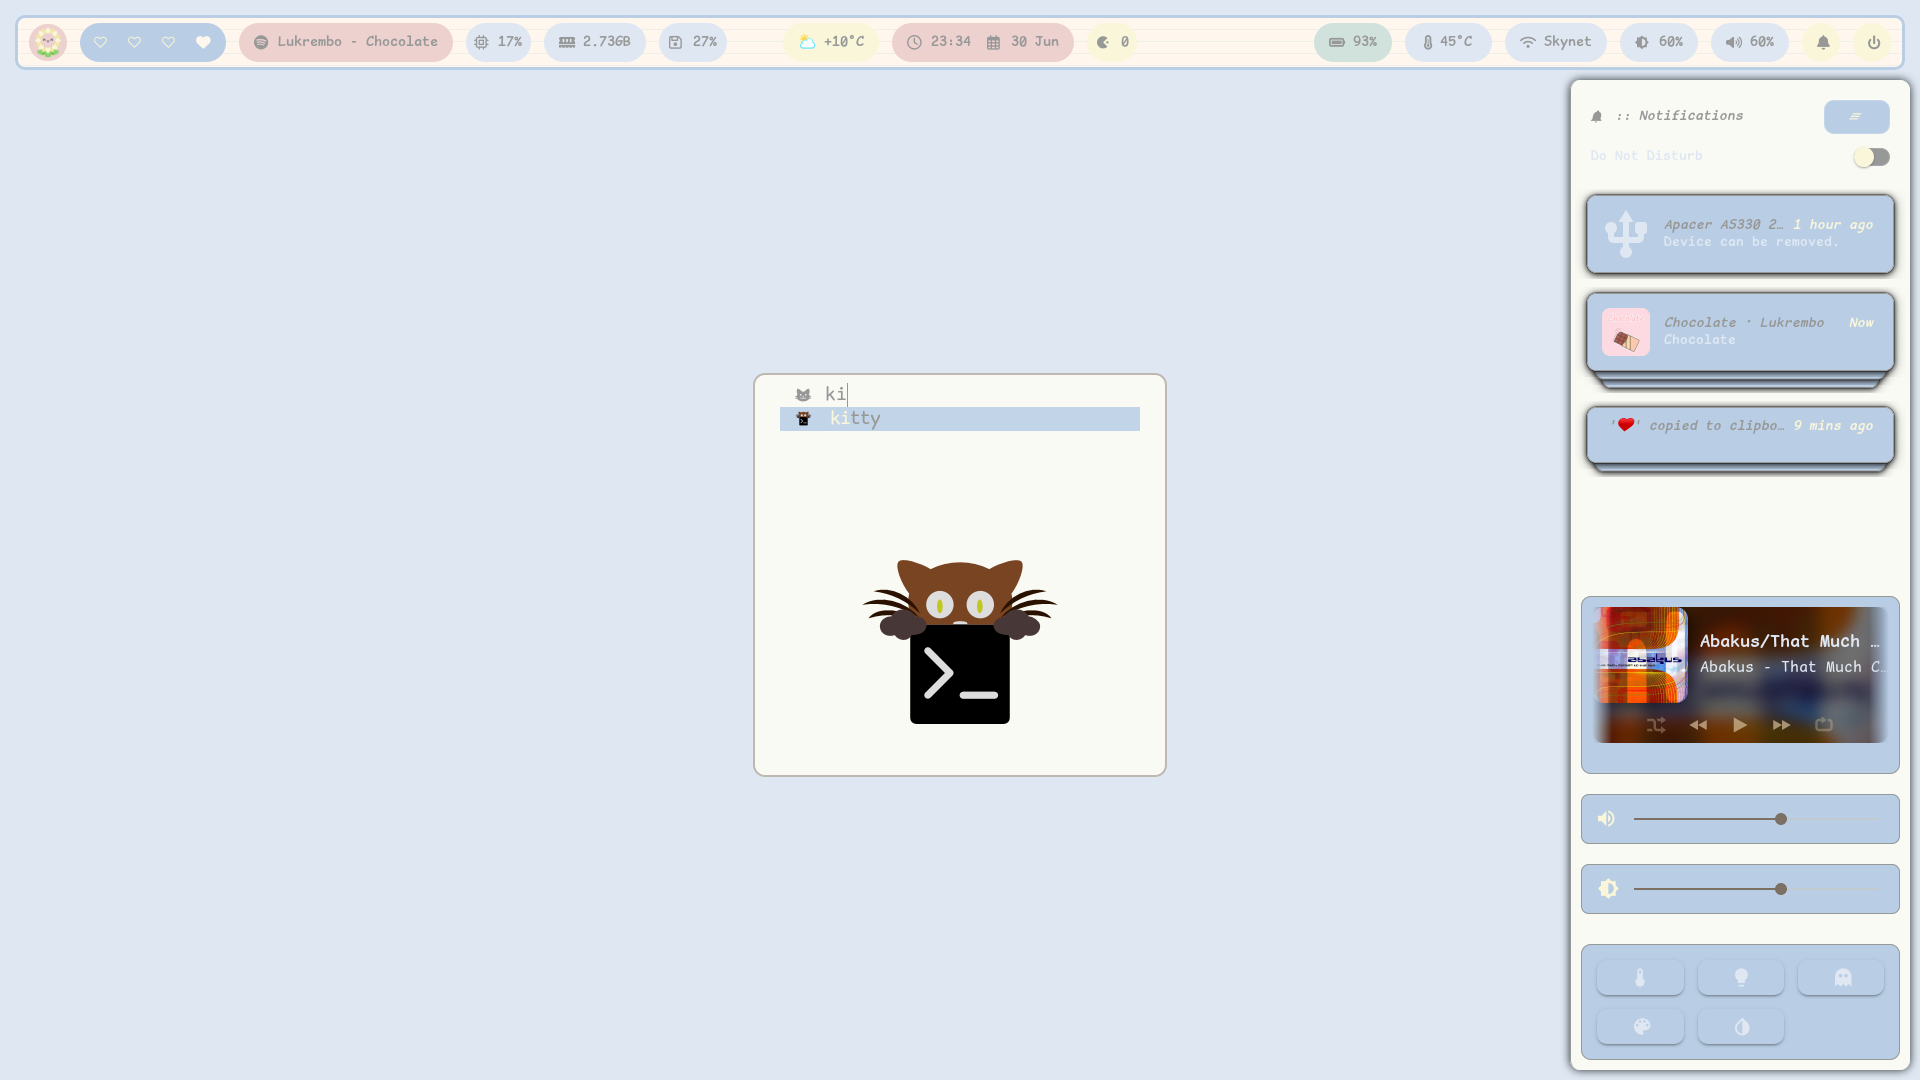 Lukrembo - Chocolate 17% 2.73GB 27% +10°C 23:34 30 Jun 0 93% 45°C Skynet 60% 60%
:: Notifications
Do Not Disturb
Apacer AS330 2… 1 hour ago
Device can be removed.
Chocolate · Lukrembo Now
Chocolate
'❤' copied to clipbo… 9 mins ago
ki
kitty
Abakus/That Much …
Abakus - That Much C…
abakus